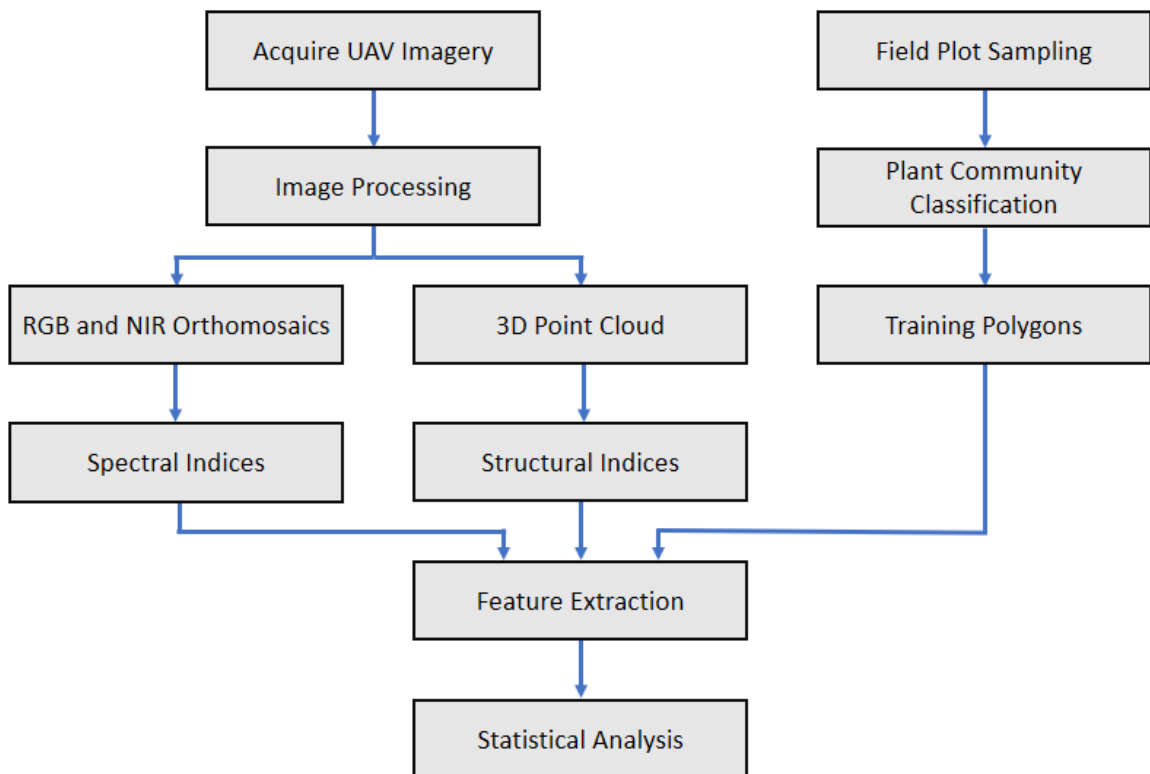 Acquire UAV Imagery
Field Plot Sampling
Image Processing
Plant Community
Classification
RGB and NIR Orthomosaics
3D Point Cloud
Training Polygons
Spectral Indices
Structural Indices
Feature Extraction
Statistical Analysis